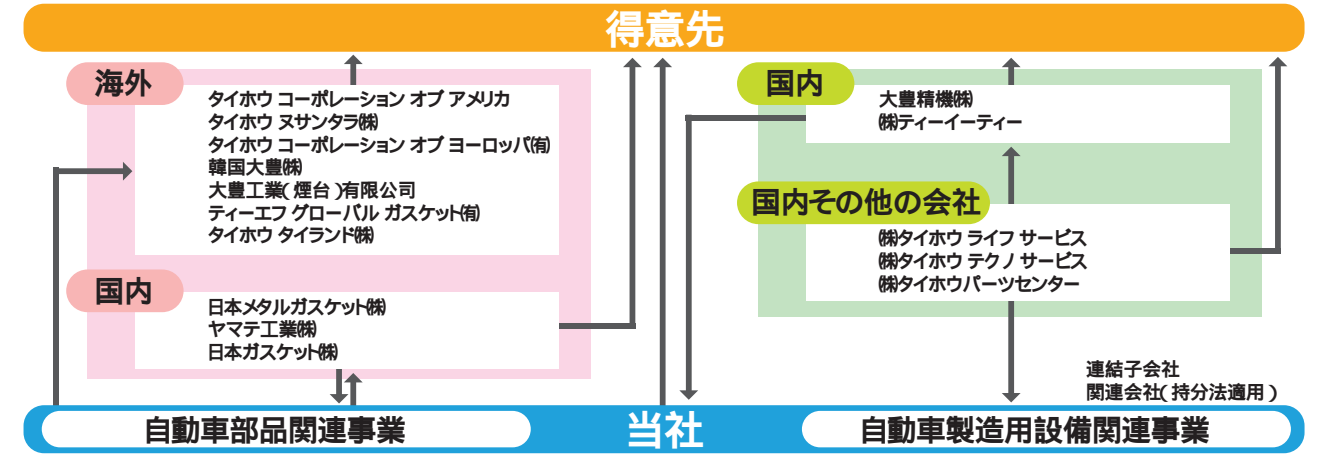 得意先
海外
タイホウ コーポレーション オブ アメリカ
タイホウ ヌサンタラ㈱
タイホウ コーポレーション オブ ヨーロッパ㈲
韓国大豊㈱
大豊工業(煙台)有限公司
ティーエフ グローバル ガスケット㈲
タイホウ タイランド㈱
国内
日本メタルガスケット㈱
ヤマテ工業㈱
日本ガスケット㈱
国内
大豊精機㈱
㈱ティーイーティー
国内その他の会社
㈱タイホウ ライフ サービス
㈱タイホウ テクノ サービス
㈱タイホウパーツセンター
連結子会社
関連会社(持分法適用)
自動車部品関連事業
当社
自動車製造用設備関連事業